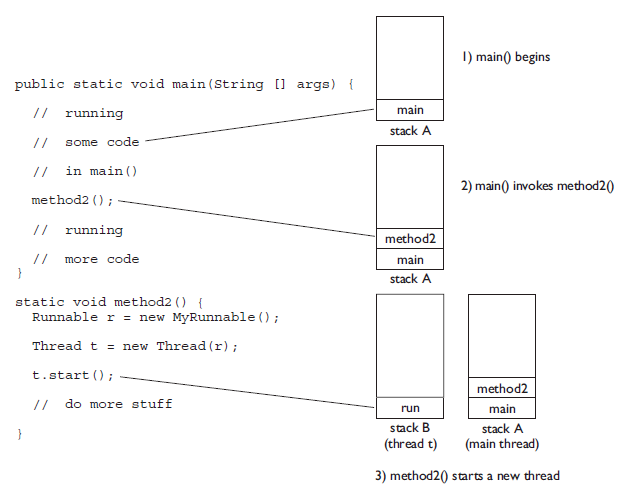 1) main() begins
public static void main(String [] args) {
// running
main
// some code
stack A
// in main()
2) main() invokes method2()
method2();
// running
method2
// more code
main
}
stack A
static void method2() {
Runnable r = new MyRunnable();
Thread t = new Thread(r);
t.start();
method2
// do more stuff
run
main
}
stack B
stack A
(thread t)
(main thread)
3) method2() starts a new thread